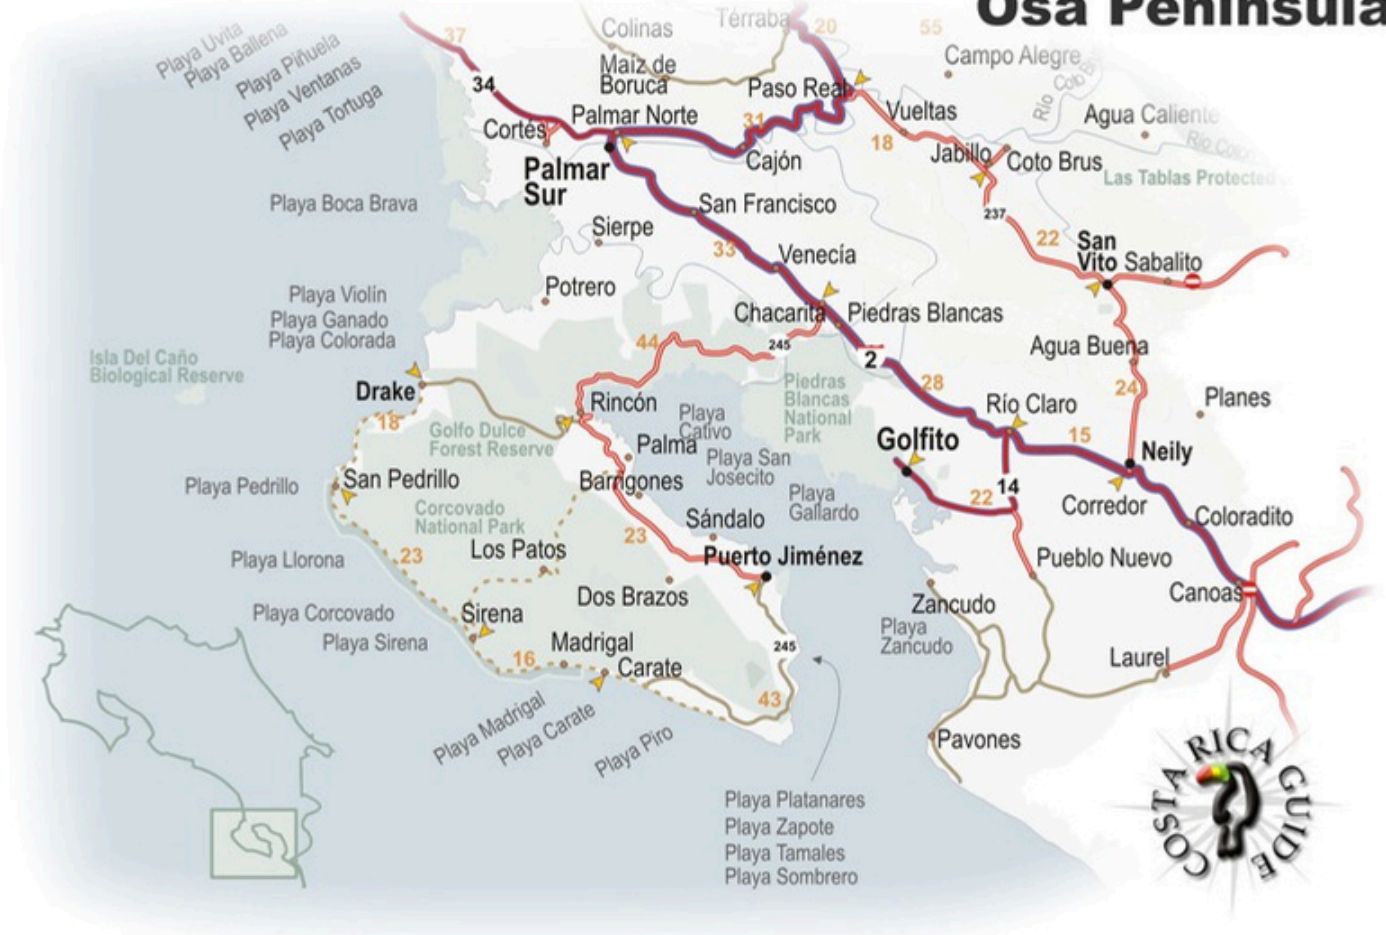 Osa Peninsula
Térraba
20
55
37
Colinas
Campo Alegre
Playa Uvita
Playa Ballena
Playa Piñuela
Playa Ventanas
Playa Tortuga
34
Maíz de
Boruca
Paso Real
Río Coto Br
Vueltas
Agua Caliente
Palmar Norte
31
Cortés
18
Río Coton
Cajón
Jabillo
Coto Brus
Palmar
Sur
Las Tablas Protected
Playa Boca Brava
San Francisco
237
Sierpe
33
22
San
Vito
Sabalito
Venecía
Potrero
Playa Violin
Playa Ganado
Playa Colorada
Chacarita
Piedras Blancas
44
245
2
Agua Buena
Isla Del Caño
Biological Reserve
Drake
28
24
Planes
Piedras
Blancas
National
Park
Rincón
Río Claro
18
Playa
Cativo
Golfo Dulce
Forest Reserve
Palma
15
Golfito
Neily
Playa San
Josecito
San Pedrillo
Barrigones
Playa Pedrillo
14
Playa
Gallardo
22
Corredor
Corcovado
National Park
Sándalo
Coloradito
23
Los Patos
23
Puerto Jiménez
Playa Llorona
Pueblo Nuevo
Canoas
Dos Brazos
Zancudo
Playa Corcovado
Sirena
Playa
Zancudo
Playa Sirena
Madrigal
245
16
Carate
Laurel
43
Playa Madrigal
Playa Carate
Playa Piro
Pavones
Playa Platanares
Playa Zapote
Playa Tamales
Playa Sombrero
COSTA RICA GUIDE